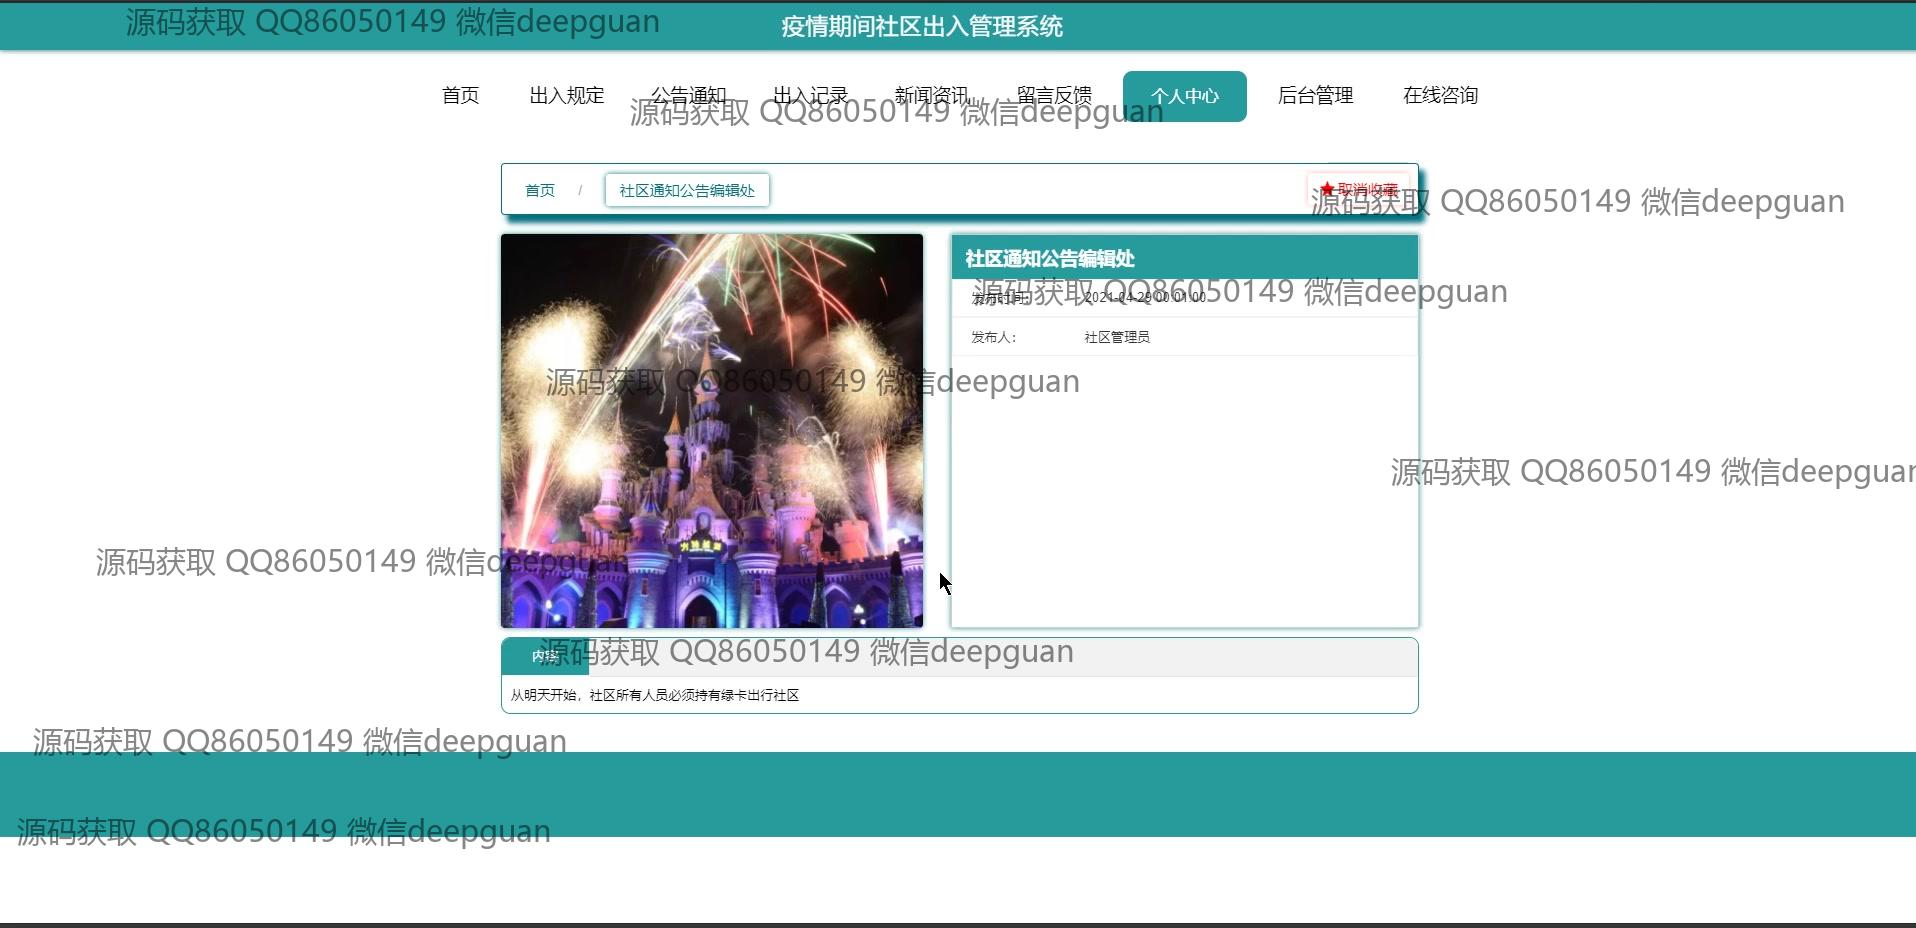 源码获取 QQ86050149 微信deepguan
疫情期间社区出入管理系统
首页 出入规定 公告通知 出入记录 新闻资讯 留言反馈 个人中心 后台管理 在线咨询
源码获取 QQ86050149 微信deepguan
首页 / 社区通知公告编辑处 ★取消收藏
源码获取 QQ86050149 微信deepguan
社区通知公告编辑处
发布时间: 2021-04-29 00:01:00
源码获取 QQ86050149 微信deepguan
发布人: 社区管理员
源码获取 QQ86050149 微信deepguan
源码获取 QQ86050149 微信deepguan
源码获取 QQ86050149 微信deepguan
内容
源码获取 QQ86050149 微信deepguan
从明天开始，社区所有人员必须持有绿卡出行社区
源码获取 QQ86050149 微信deepguan
源码获取 QQ86050149 微信deepguan